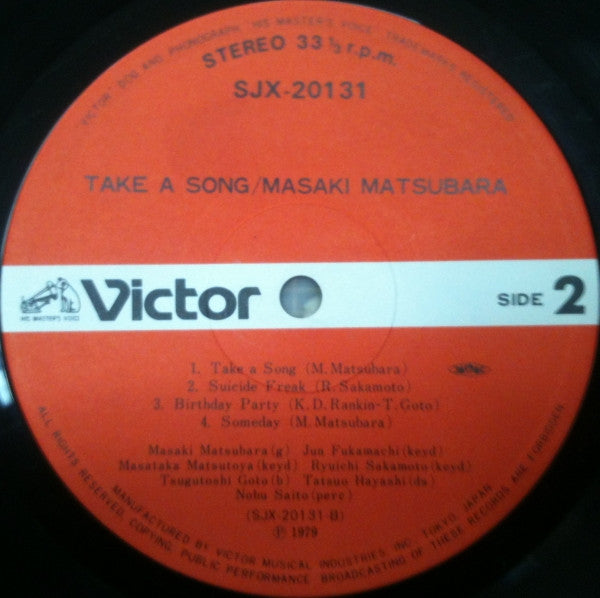 "VICTOR", DOG AND PHONOGRAPH, "HIS MASTER'S VOICE" TRADEMARKS REGISTERED
STEREO 33 1/3 r.p.m.
SJX-20131
TAKE A SONG/MASAKI MATSUBARA
HIS MASTER'S VOICE
Victor
SIDE 2
1. Take a Song (M. Matsubara)
2. Suicide Freak (R. Sakamoto)
3. Birthday Party (K. D. Rankin-T. Goto)
4. Someday (M. Matsubara)
Masaki Matsubara(g) Jun Fukamachi(keyd)
Masataka Matsutoya(keyd) Ryuichi Sakamoto(keyd)
Tsugutoshi Goto(b) Tatsuo Hayashi(ds)
Nobu Saito(perc)
(SJX-20131-B)
Ⓟ 1979
MANUFACTURED BY VICTOR MUSICAL INDUSTRIES, INC. TOKYO, JAPAN
ALL RIGHTS RESERVED, COPYING, PUBLIC PERFORMANCE, BROADCASTING OF THESE RECORDS ARE FORBIDDEN